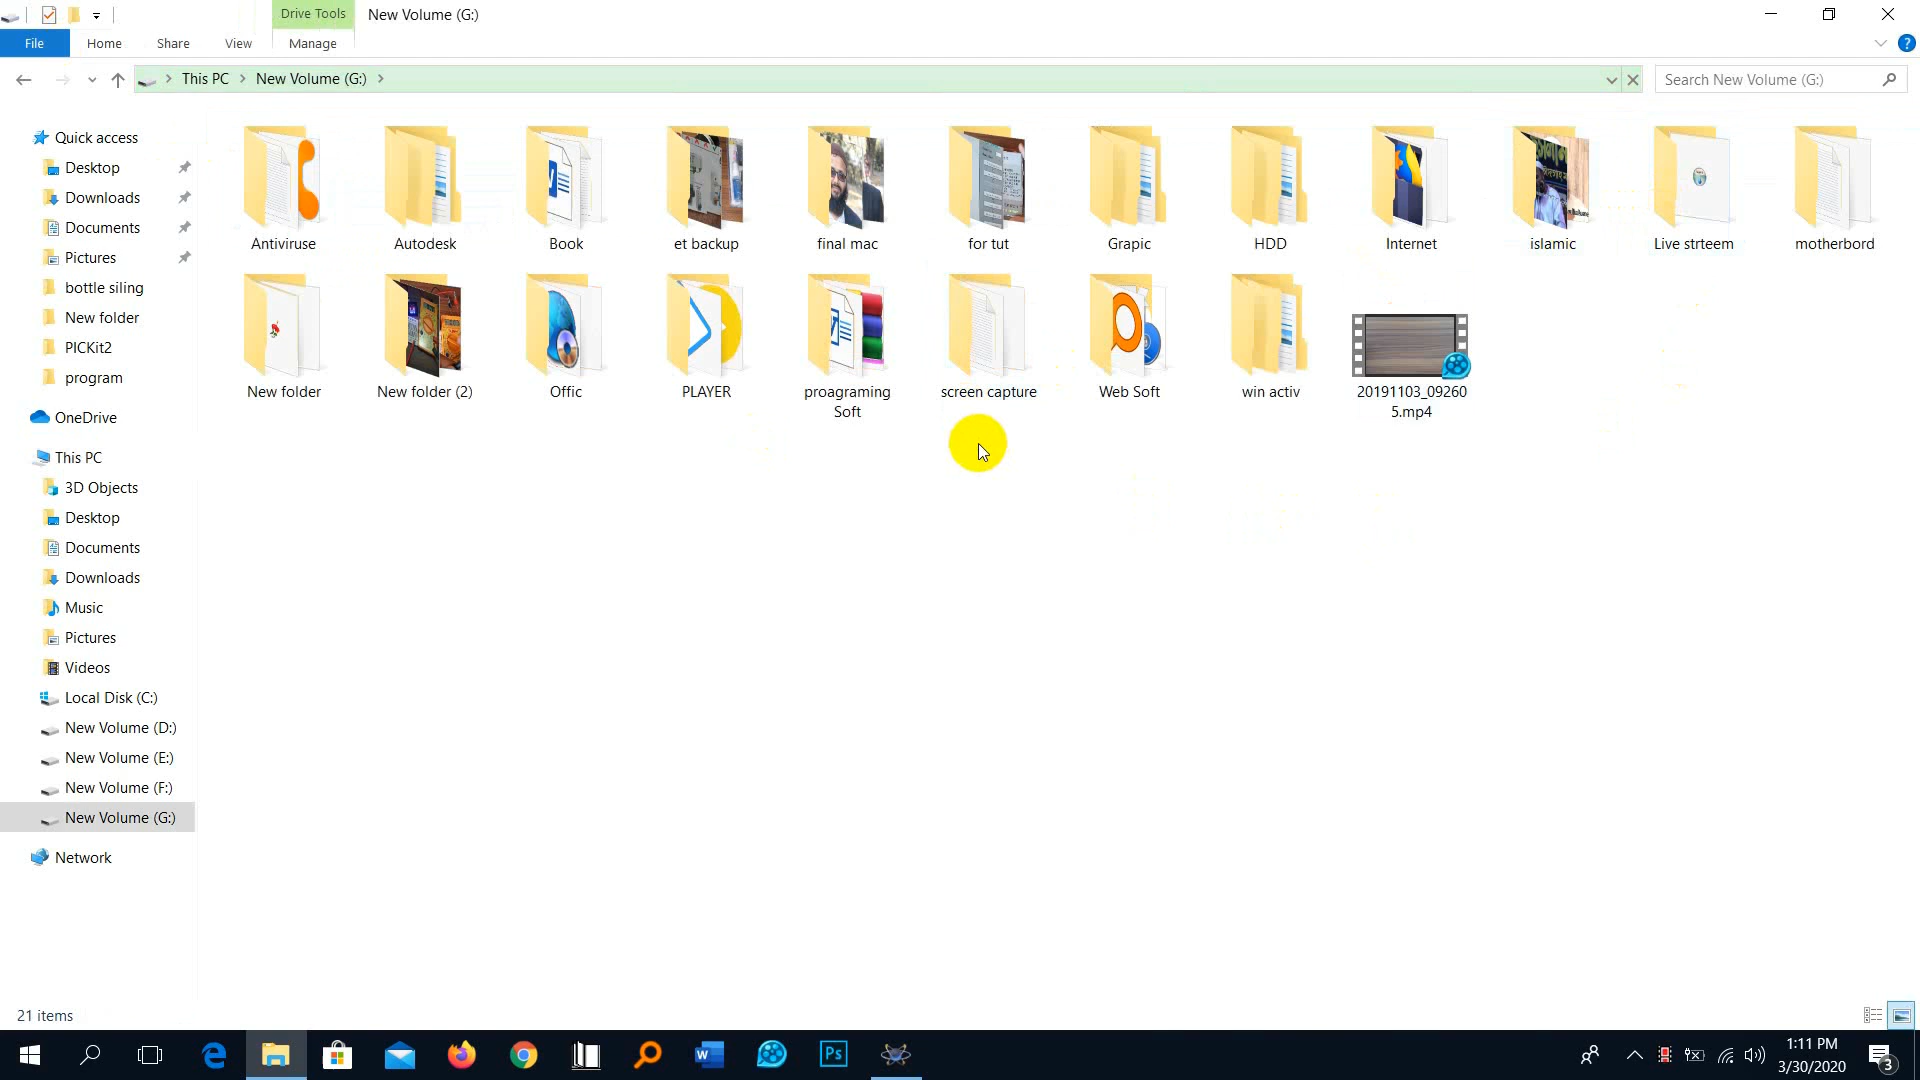 Drive Tools
New Volume (G:)
File
Home
Share
View
Manage
This PC
New Volume (G:)
Search New Volume (G:)
Quick access
Desktop
Downloads
Documents
Pictures
bottle siling
New folder
PICKit2
program
OneDrive
This PC
3D Objects
Desktop
Documents
Downloads
Music
Pictures
Videos
Local Disk (C:)
New Volume (D:)
New Volume (E:)
New Volume (F:)
New Volume (G:)
Network
Antiviruse
Autodesk
Book
et backup
final mac
for tut
Grapic
HDD
Internet
islamic
Live strteem
motherbord
New folder
New folder (2)
Offic
PLAYER
proagraming
Soft
screen capture
Web Soft
win activ
20191103_09260
5.mp4
21 items
Ps
1:11 PM
3/30/2020
3